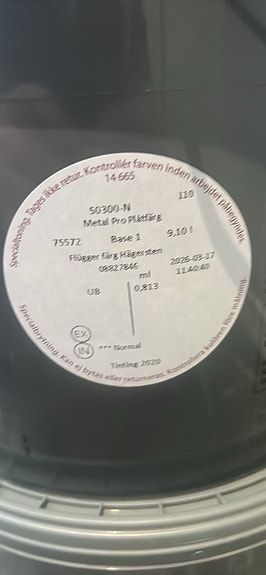 Specialtoning. Tages ikke retur. Kontrollér farven inden arbejdet påbegyndes.
14 665
110
S0300-N
Metal Pro Plåtfärg
75572 Base 1 9,10 l
Flügger färg Hägersten
08827846 2026-03-17
ml 11:40:40
UB 0,813
EX
IN *** Normal
Tinting 2020
Specialbrytning. Kan ej bytas eller returneras. Kontrollera kulören före målning.